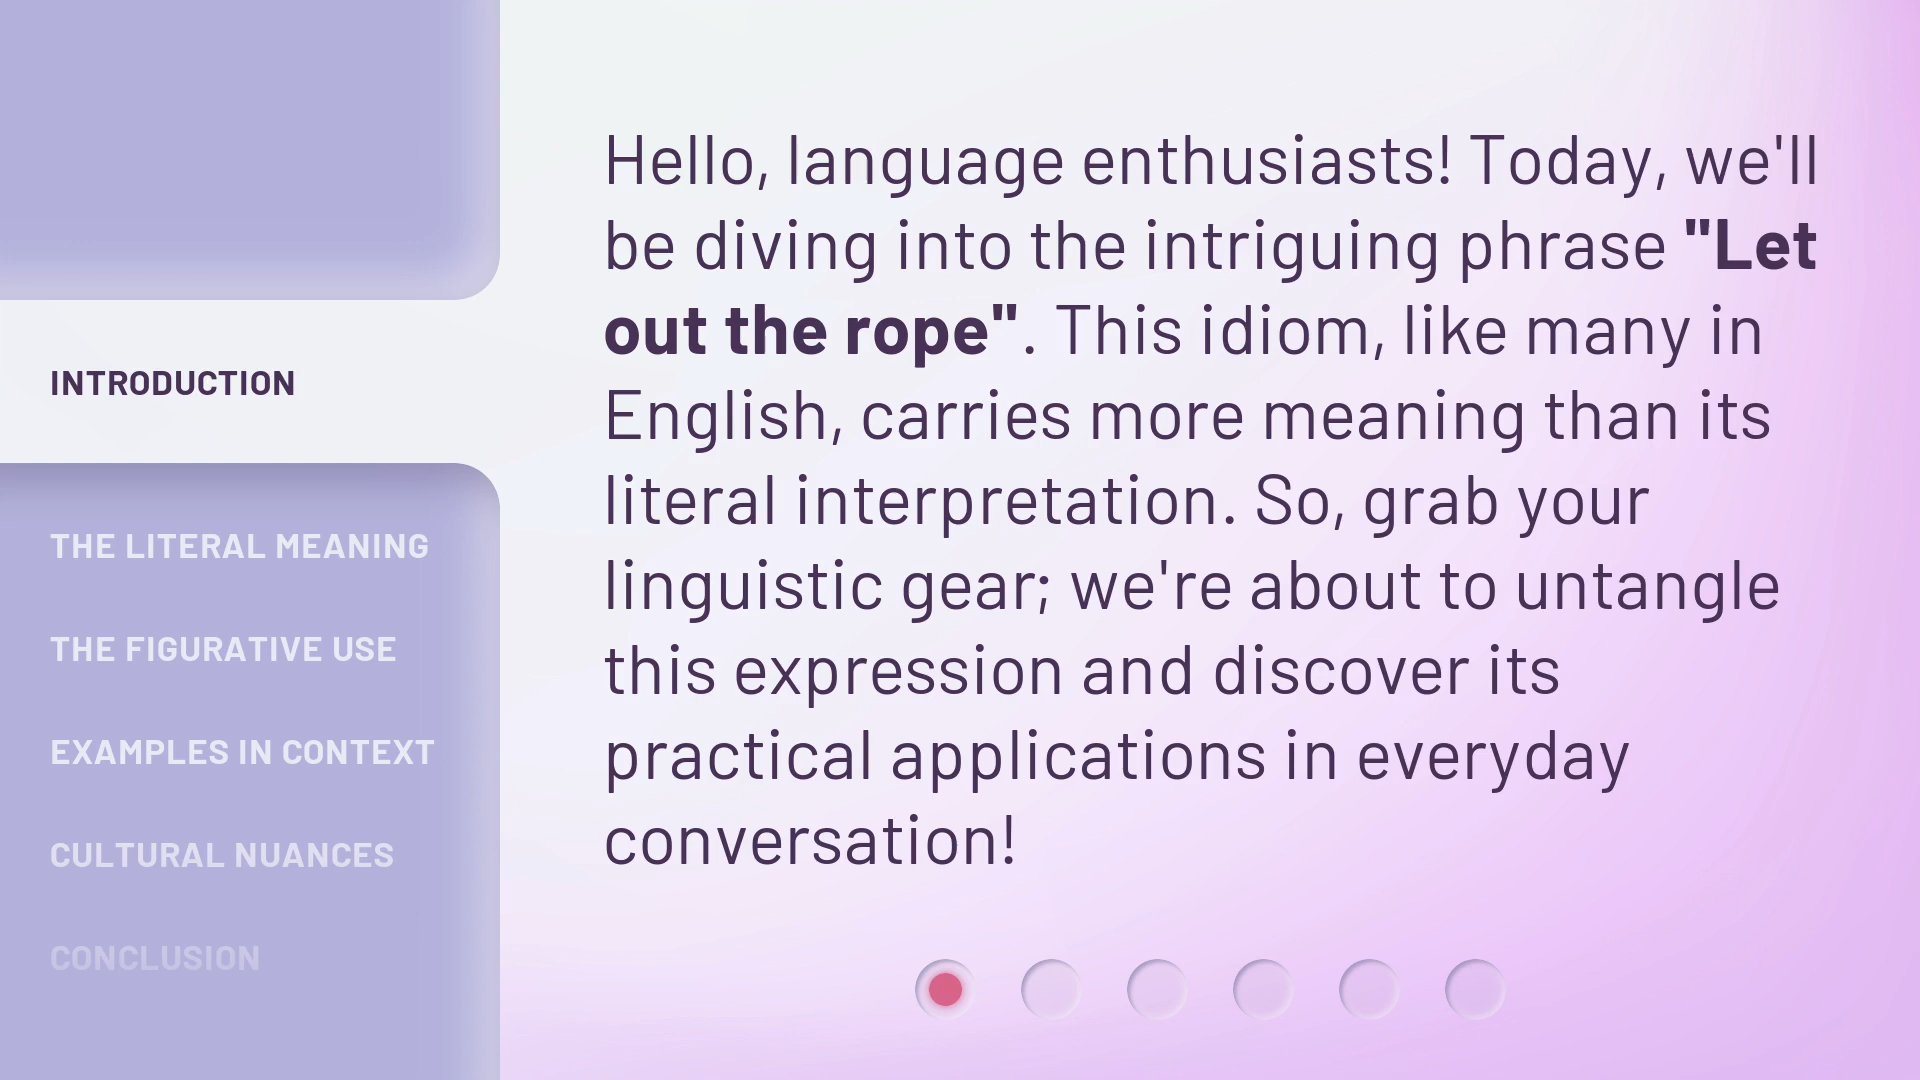 INTRODUCTION
THE LITERAL MEANING
THE FIGURATIVE USE
EXAMPLES IN CONTEXT
CULTURAL NUANCES
CONCLUSION
Hello, language enthusiasts! Today, we'll
be diving into the intriguing phrase "Let
out the rope". This idiom, like many in
English, carries more meaning than its
literal interpretation. So, grab your
linguistic gear; we're about to untangle
this expression and discover its
practical applications in everyday
conversation!